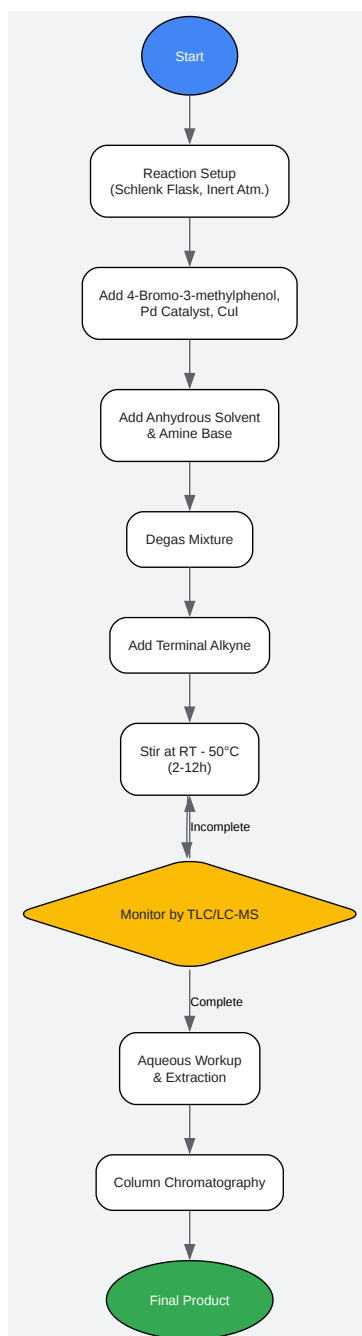 Start
Reaction Setup
(Schlenk Flask, Inert Atm.)
Add 4-Bromo-3-methylphenol,
Pd Catalyst, CuI
Add Anhydrous Solvent
& Amine Base
Degas Mixture
Add Terminal Alkyne
Stir at RT - 50°C
(2-12h)
Incomplete
Monitor by TLC/LC-MS
Complete
Aqueous Workup
& Extraction
Column Chromatography
Final Product